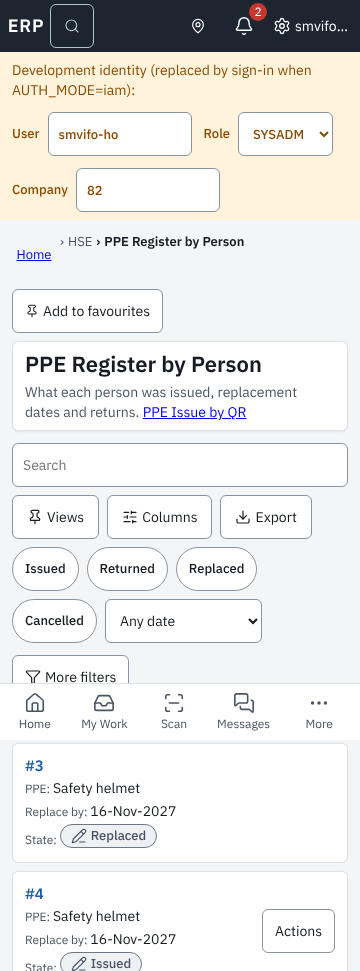 ERP
2
smvifo...
Development identity (replaced by sign-in when
AUTH_MODE=iam):
User smvifo-ho Role SYSADM
Company 82
Home › HSE › PPE Register by Person
Add to favourites
PPE Register by Person
What each person was issued, replacement
dates and returns. PPE Issue by QR
Search
Views Columns Export
Issued Returned Replaced
Cancelled Any date
More filters
Home My Work Scan Messages More
#3
PPE: Safety helmet
Replace by: 16-Nov-2027
State: Replaced
#4
PPE: Safety helmet
Replace by: 16-Nov-2027
Actions
State: Issued